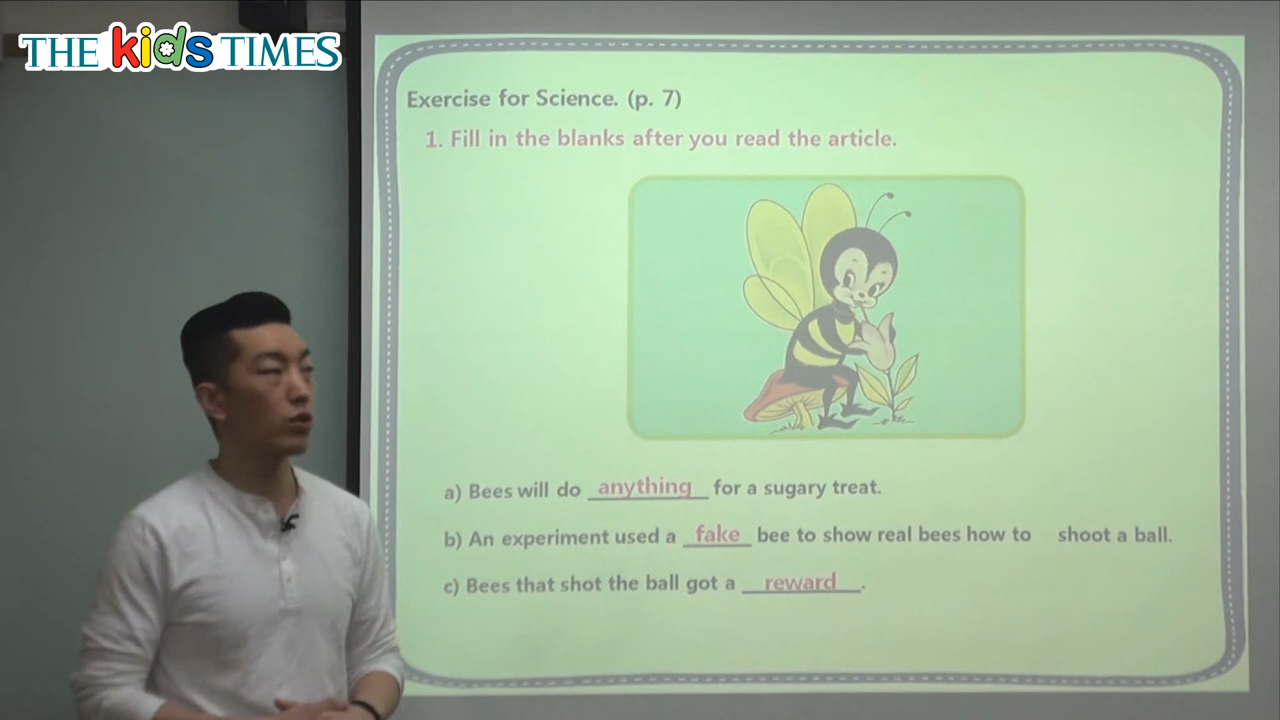 THE kids TIMES
Exercise for Science. (p. 7)
1. Fill in the blanks after you read the article.
a) Bees will do anything for a sugary treat.
b) An experiment used a fake bee to show real bees how to shoot a ball.
c) Bees that shot the ball got a reward.